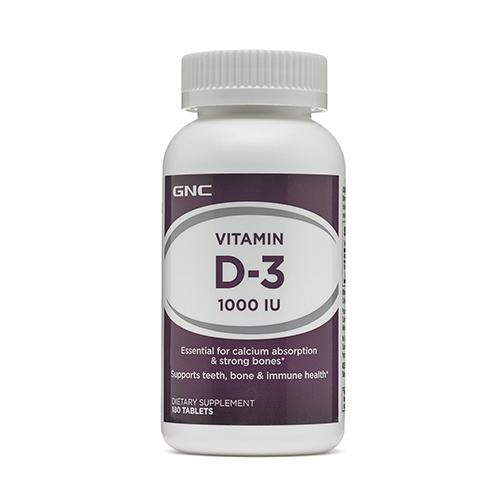 GNC
VITAMIN
D-3
1000 IU
Essential for calcium absorption
& strong bones*
Supports teeth, bone & immune health*
DIETARY SUPPLEMENT
180 TABLETS